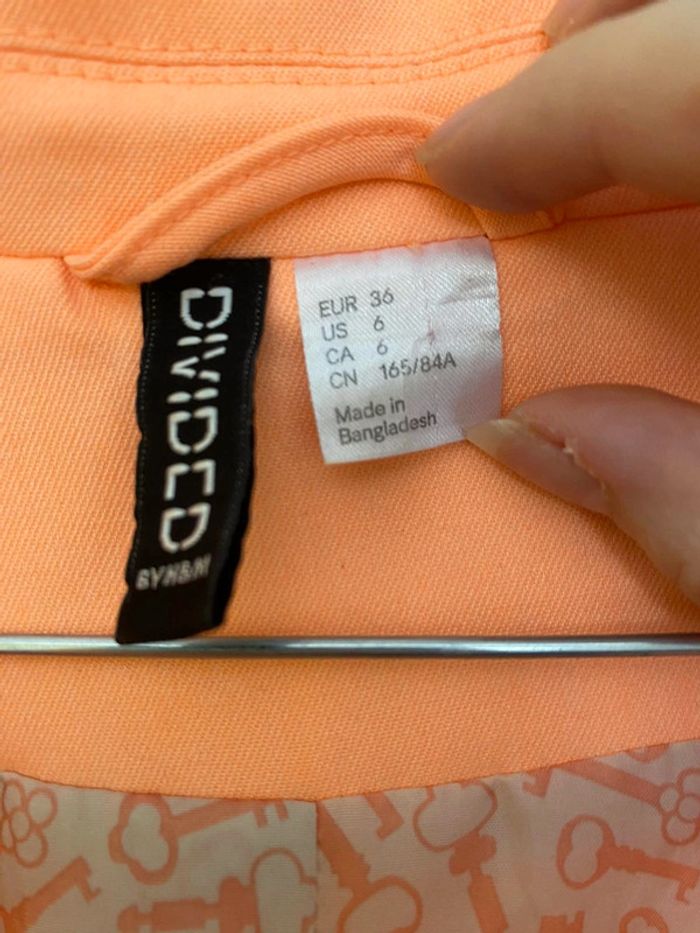 DIVIDED
BY H&M
EUR 36
US 6
CA 6
CN 165/84A
Made in
Bangladesh